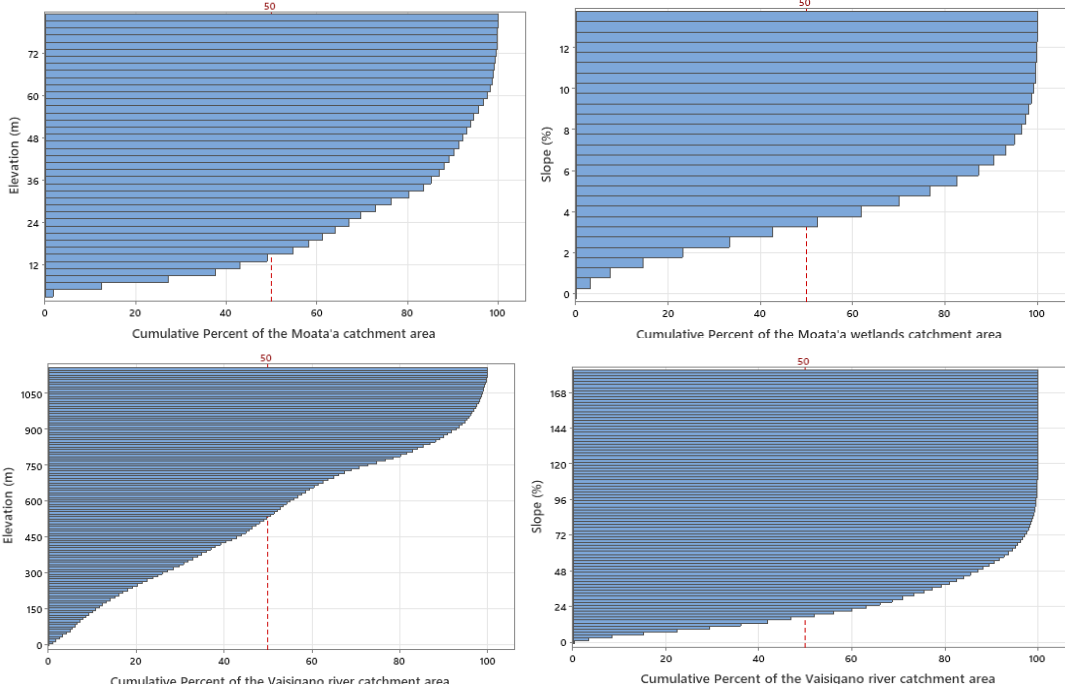 50
72
60
48
36
24
12
Elevation (m)
0 20 40 60 80 100
Cumulative Percent of the Moata'a catchment area
50
12
10
8
6
4
2
0
Slope (%)
0 20 40 60 80 100
Cumulative Percent of the Moata'a wetlands catchment area
50
1050
900
750
600
450
300
150
0
Elevation (m)
0 20 40 60 80 100
Cumulative Percent of the Vaisigano river catchment area
50
168
144
120
96
72
48
24
0
Slope (%)
0 20 40 60 80 100
Cumulative Percent of the Vaisigano river catchment area